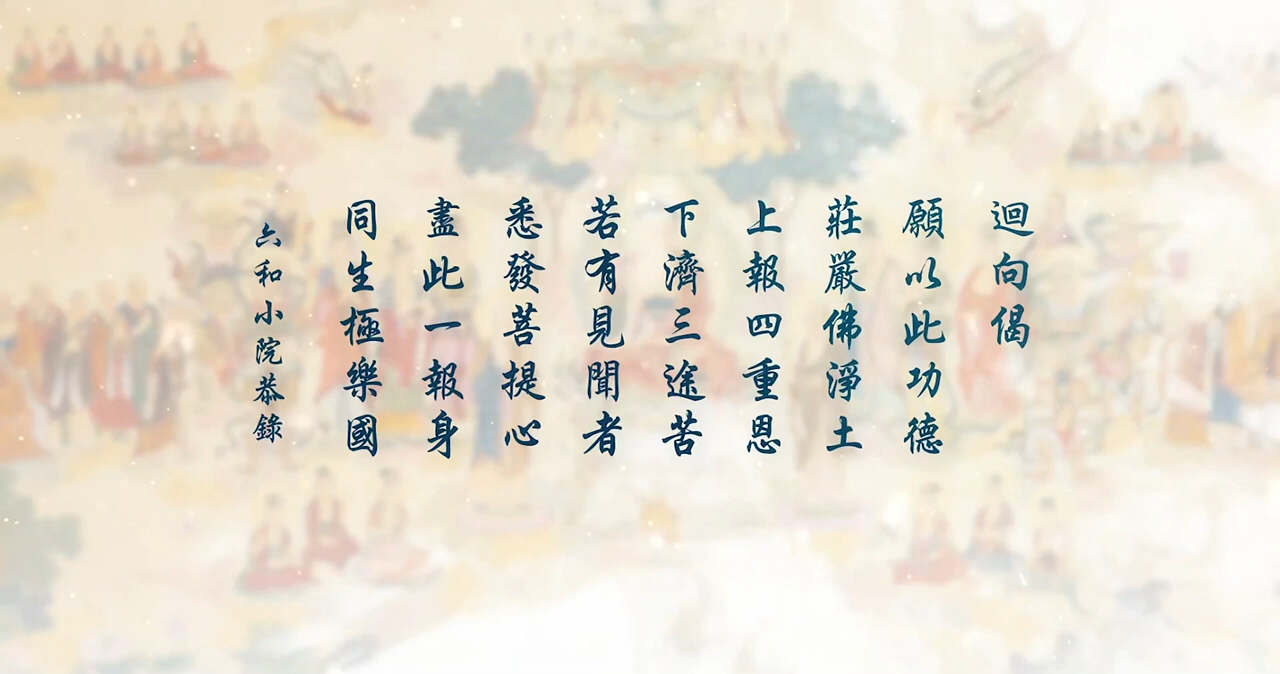 迴向偈
願以此功德
莊嚴佛淨土
上報四重恩
下濟三途苦
若有見聞者
悉發菩提心
盡此一報身
同生極樂國
六和小院恭錄